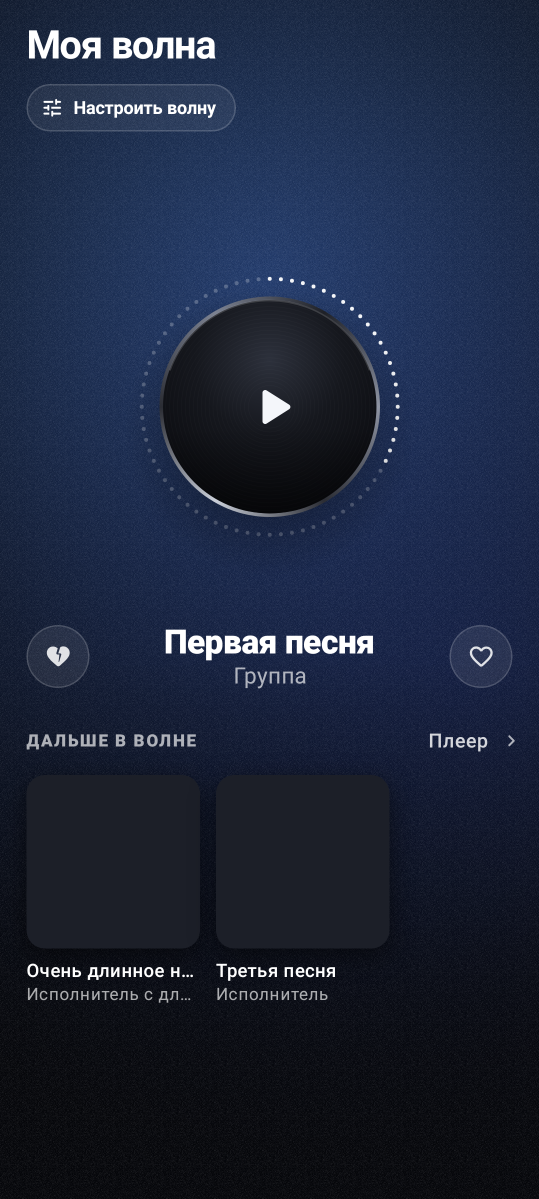 Моя волна
Настроить волну
Первая песня
Группа
ДАЛЬШЕ В ВОЛНЕ
Плеер
Очень длинное н…
Третья песня
Исполнитель с дл…
Исполнитель